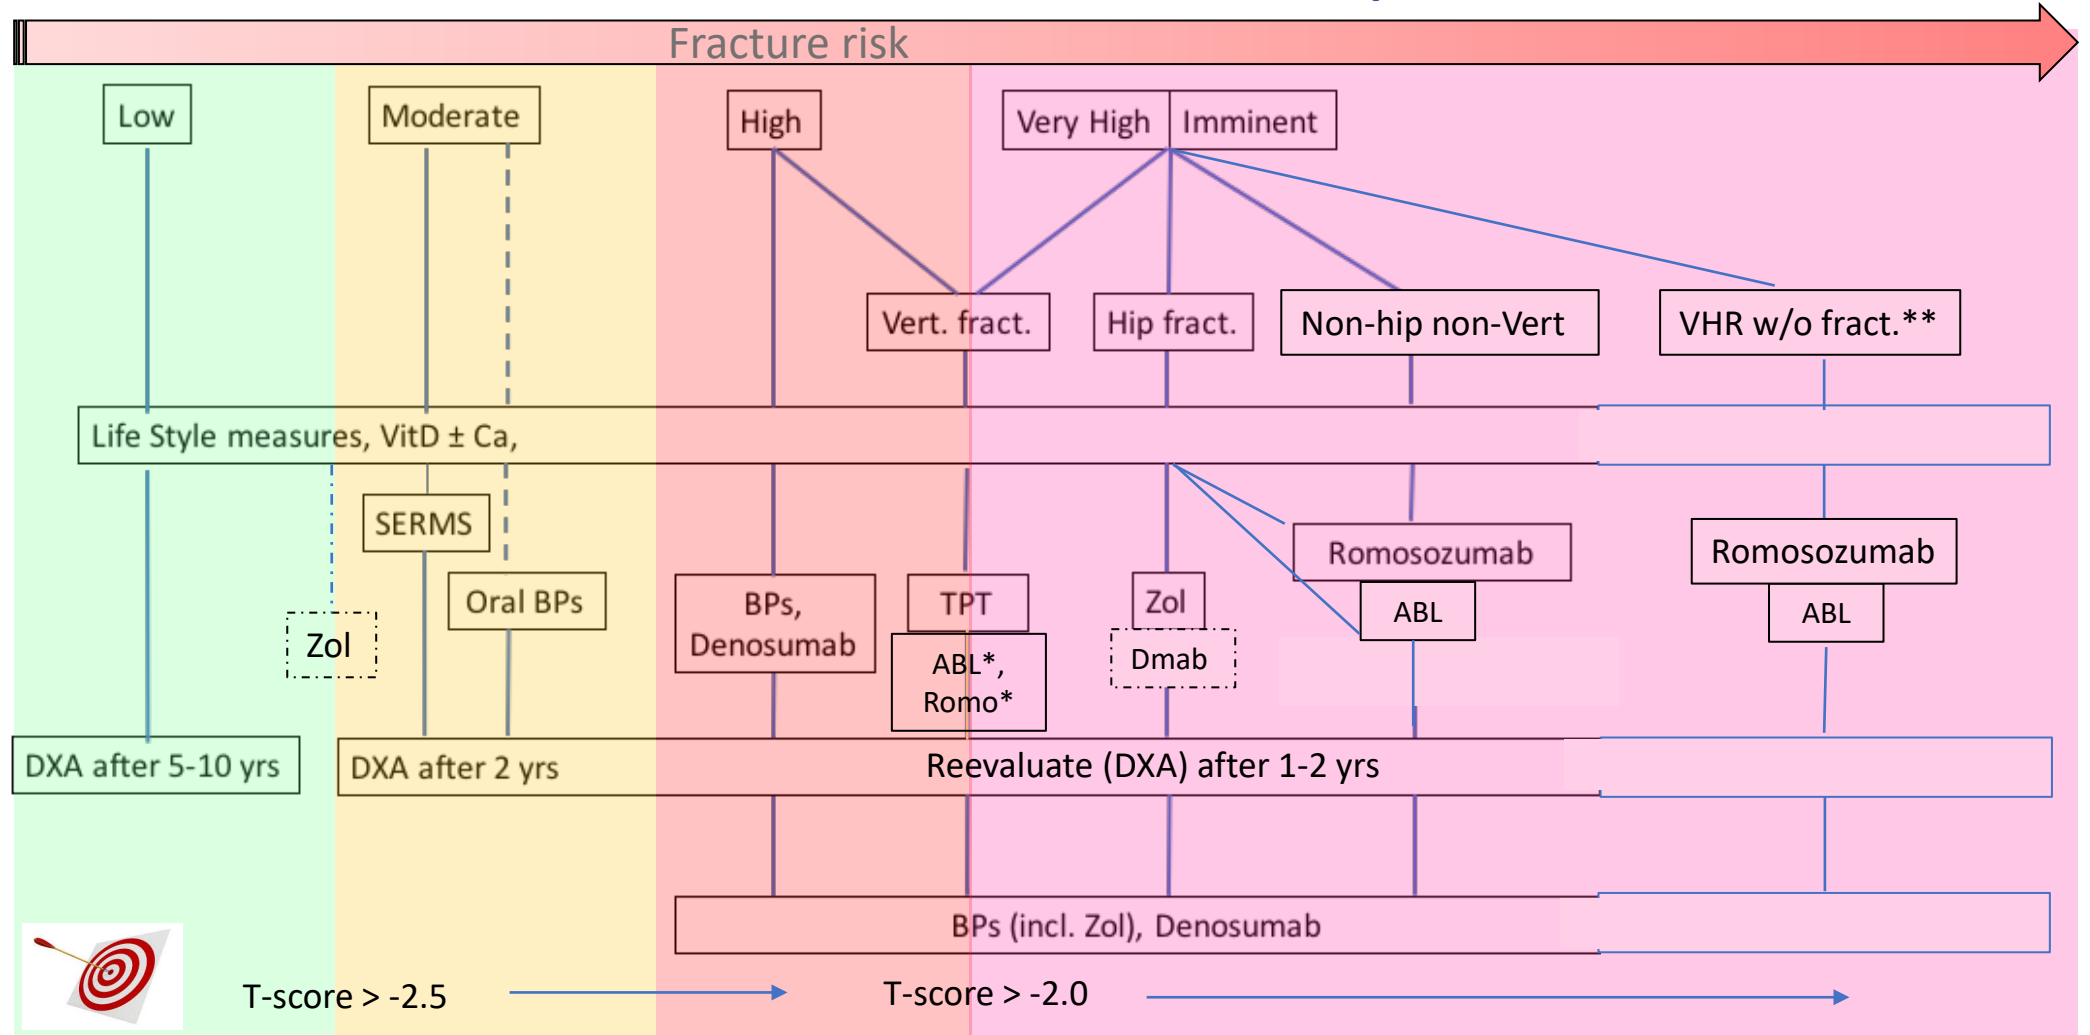 Fracture risk
Low
Moderate
High
Very High
Imminent
Vert. fract.
Hip fract.
Non-hip non-Vert
VHR w/o fract.**
Life Style measures, VitD ± Ca,
SERMS
Oral BPs
Zol
BPs,
Denosumab
TPT
ABL*,
Romo*
Zol
Dmab
Romosozumab
ABL
Romosozumab
ABL
DXA after 5-10 yrs
DXA after 2 yrs
Reevaluate (DXA) after 1-2 yrs
BPs (incl. Zol), Denosumab
T-score > -2.5
T-score > -2.0